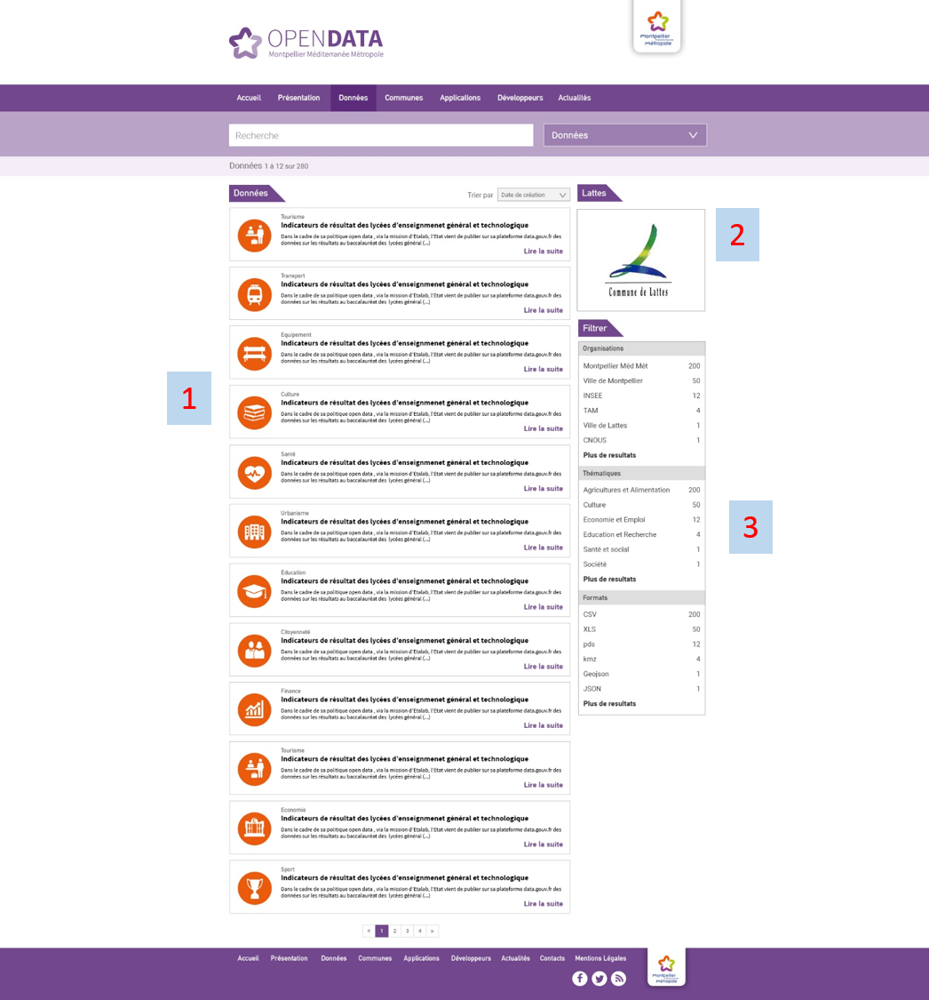 OPENDATA
Montpellier Méditerranée Métropole
Montpellier
Métropole
Accueil Présentation Données Communes Applications Développeurs Actualités
Recherche
Données
Données 1 à 12 sur 280
Données
Trier par Date de création
Tourisme
Indicateurs de résultat des lycées d'enseignmenet général et technologique
Dans le cadre de sa politique open data , via la mission d'Etalab, l'Etat vient de publier sur sa plateforme data.gouv.fr des
données sur les résultats au baccalauréat des lycées général (...)
Lire la suite
Transport
Indicateurs de résultat des lycées d'enseignmenet général et technologique
Dans le cadre de sa politique open data , via la mission d'Etalab, l'Etat vient de publier sur sa plateforme data.gouv.fr des
données sur les résultats au baccalauréat des lycées général (...)
Lire la suite
Equipement
Indicateurs de résultat des lycées d'enseignmenet général et technologique
Dans le cadre de sa politique open data , via la mission d'Etalab, l'Etat vient de publier sur sa plateforme data.gouv.fr des
données sur les résultats au baccalauréat des lycées général (...)
Lire la suite
1
Culture
Indicateurs de résultat des lycées d'enseignmenet général et technologique
Dans le cadre de sa politique open data , via la mission d'Etalab, l'Etat vient de publier sur sa plateforme data.gouv.fr des
données sur les résultats au baccalauréat des lycées général (...)
Lire la suite
Santé
Indicateurs de résultat des lycées d'enseignmenet général et technologique
Dans le cadre de sa politique open data , via la mission d'Etalab, l'Etat vient de publier sur sa plateforme data.gouv.fr des
données sur les résultats au baccalauréat des lycées général (...)
Lire la suite
Urbanisme
Indicateurs de résultat des lycées d'enseignmenet général et technologique
Dans le cadre de sa politique open data , via la mission d'Etalab, l'Etat vient de publier sur sa plateforme data.gouv.fr des
données sur les résultats au baccalauréat des lycées général (...)
Lire la suite
Education
Indicateurs de résultat des lycées d'enseignmenet général et technologique
Dans le cadre de sa politique open data , via la mission d'Etalab, l'Etat vient de publier sur sa plateforme data.gouv.fr des
données sur les résultats au baccalauréat des lycées général (...)
Lire la suite
Citoyenneté
Indicateurs de résultat des lycées d'enseignmenet général et technologique
Dans le cadre de sa politique open data , via la mission d'Etalab, l'Etat vient de publier sur sa plateforme data.gouv.fr des
données sur les résultats au baccalauréat des lycées général (...)
Lire la suite
Finance
Indicateurs de résultat des lycées d'enseignmenet général et technologique
Dans le cadre de sa politique open data , via la mission d'Etalab, l'Etat vient de publier sur sa plateforme data.gouv.fr des
données sur les résultats au baccalauréat des lycées général (...)
Lire la suite
Tourisme
Indicateurs de résultat des lycées d'enseignmenet général et technologique
Dans le cadre de sa politique open data , via la mission d'Etalab, l'Etat vient de publier sur sa plateforme data.gouv.fr des
données sur les résultats au baccalauréat des lycées général (...)
Lire la suite
Economie
Indicateurs de résultat des lycées d'enseignmenet général et technologique
Dans le cadre de sa politique open data , via la mission d'Etalab, l'Etat vient de publier sur sa plateforme data.gouv.fr des
données sur les résultats au baccalauréat des lycées général (...)
Lire la suite
Sport
Indicateurs de résultat des lycées d'enseignmenet général et technologique
Dans le cadre de sa politique open data , via la mission d'Etalab, l'Etat vient de publier sur sa plateforme data.gouv.fr des
données sur les résultats au baccalauréat des lycées général (...)
Lire la suite
« 1 2 3 4 »
Lattes
Commune de Lattes
2
Filtrer
Organisations
Montpellier Méd Mét 200
Ville de Montpellier 50
INSEE 12
TAM 4
Ville de Lattes 1
CNOUS 1
Plus de resultats
Thématiques
Agricultures et Alimentation 200
Culture 50
Economie et Emploi 12
Education et Recherche 4
Santé et social 1
Société 1
Plus de resultats
3
Formats
CSV 200
XLS 50
pds 12
kmz 4
Geojson 1
JSON 1
Plus de resultats
Accueil Présentation Données Communes Applications Développeurs Actualités Contacts Mentions Légales
Montpellier
Métropole